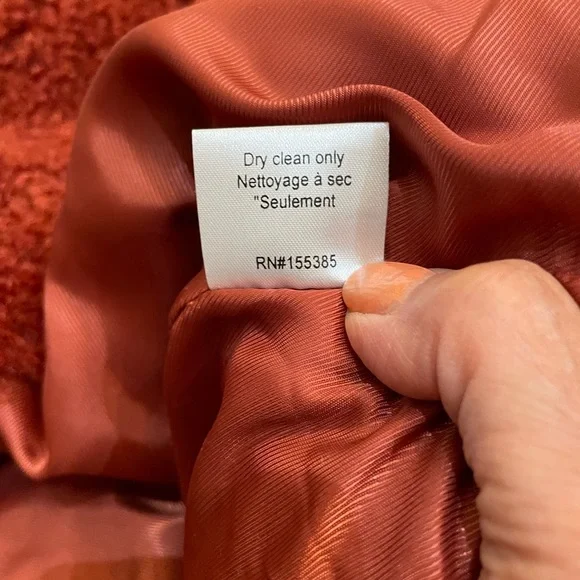 Dry clean only
Nettoyage à sec
"Seulement
RN#155385